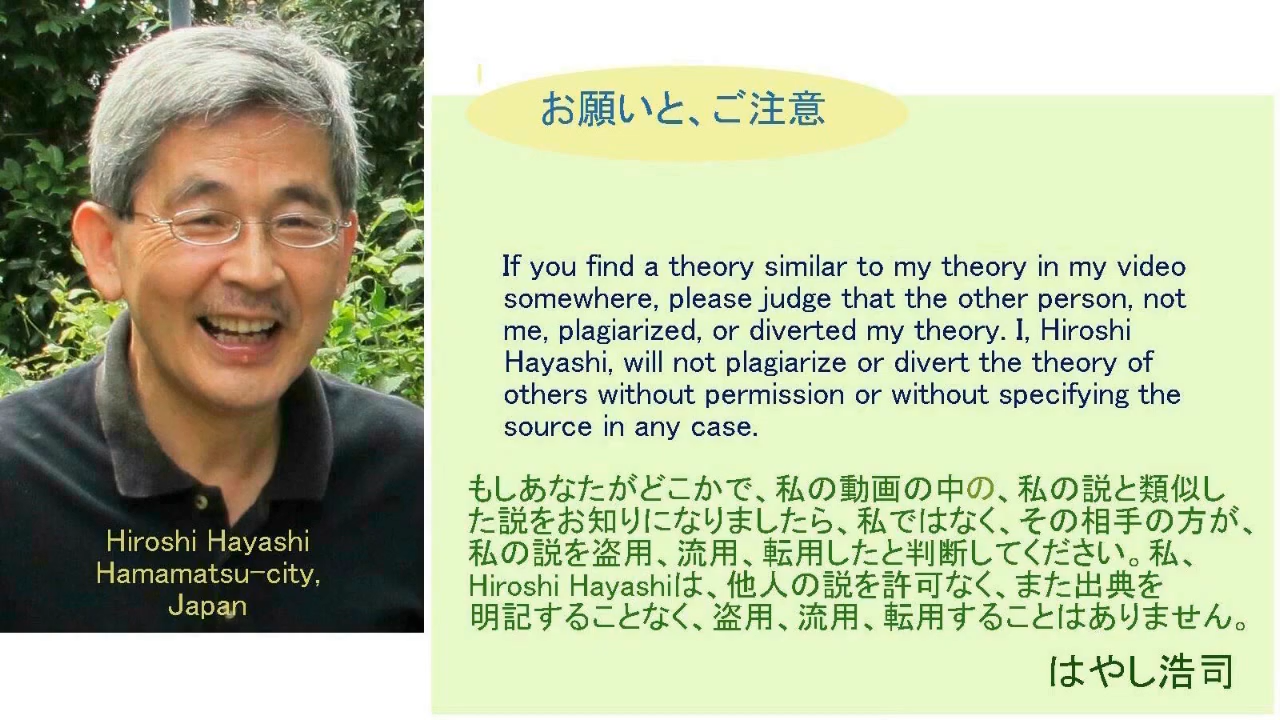 お願いと、ご注意
If you find a theory similar to my theory in my video
somewhere, please judge that the other person, not
me, plagiarized, or diverted my theory. I, Hiroshi
Hayashi, will not plagiarize or divert the theory of
others without permission or without specifying the
source in any case.
もしあなたがどこかで、私の動画の中の、私の説と類似し
た説をお知りになりましたら、私ではなく、その相手の方が、
私の説を盗用、流用、転用したと判断してください。私、
Hiroshi Hayashiは、他人の説を許可なく、また出典を
明記することなく、盗用、流用、転用することはありません。
はやし浩司
Hiroshi Hayashi
Hamamatsu-city,
Japan